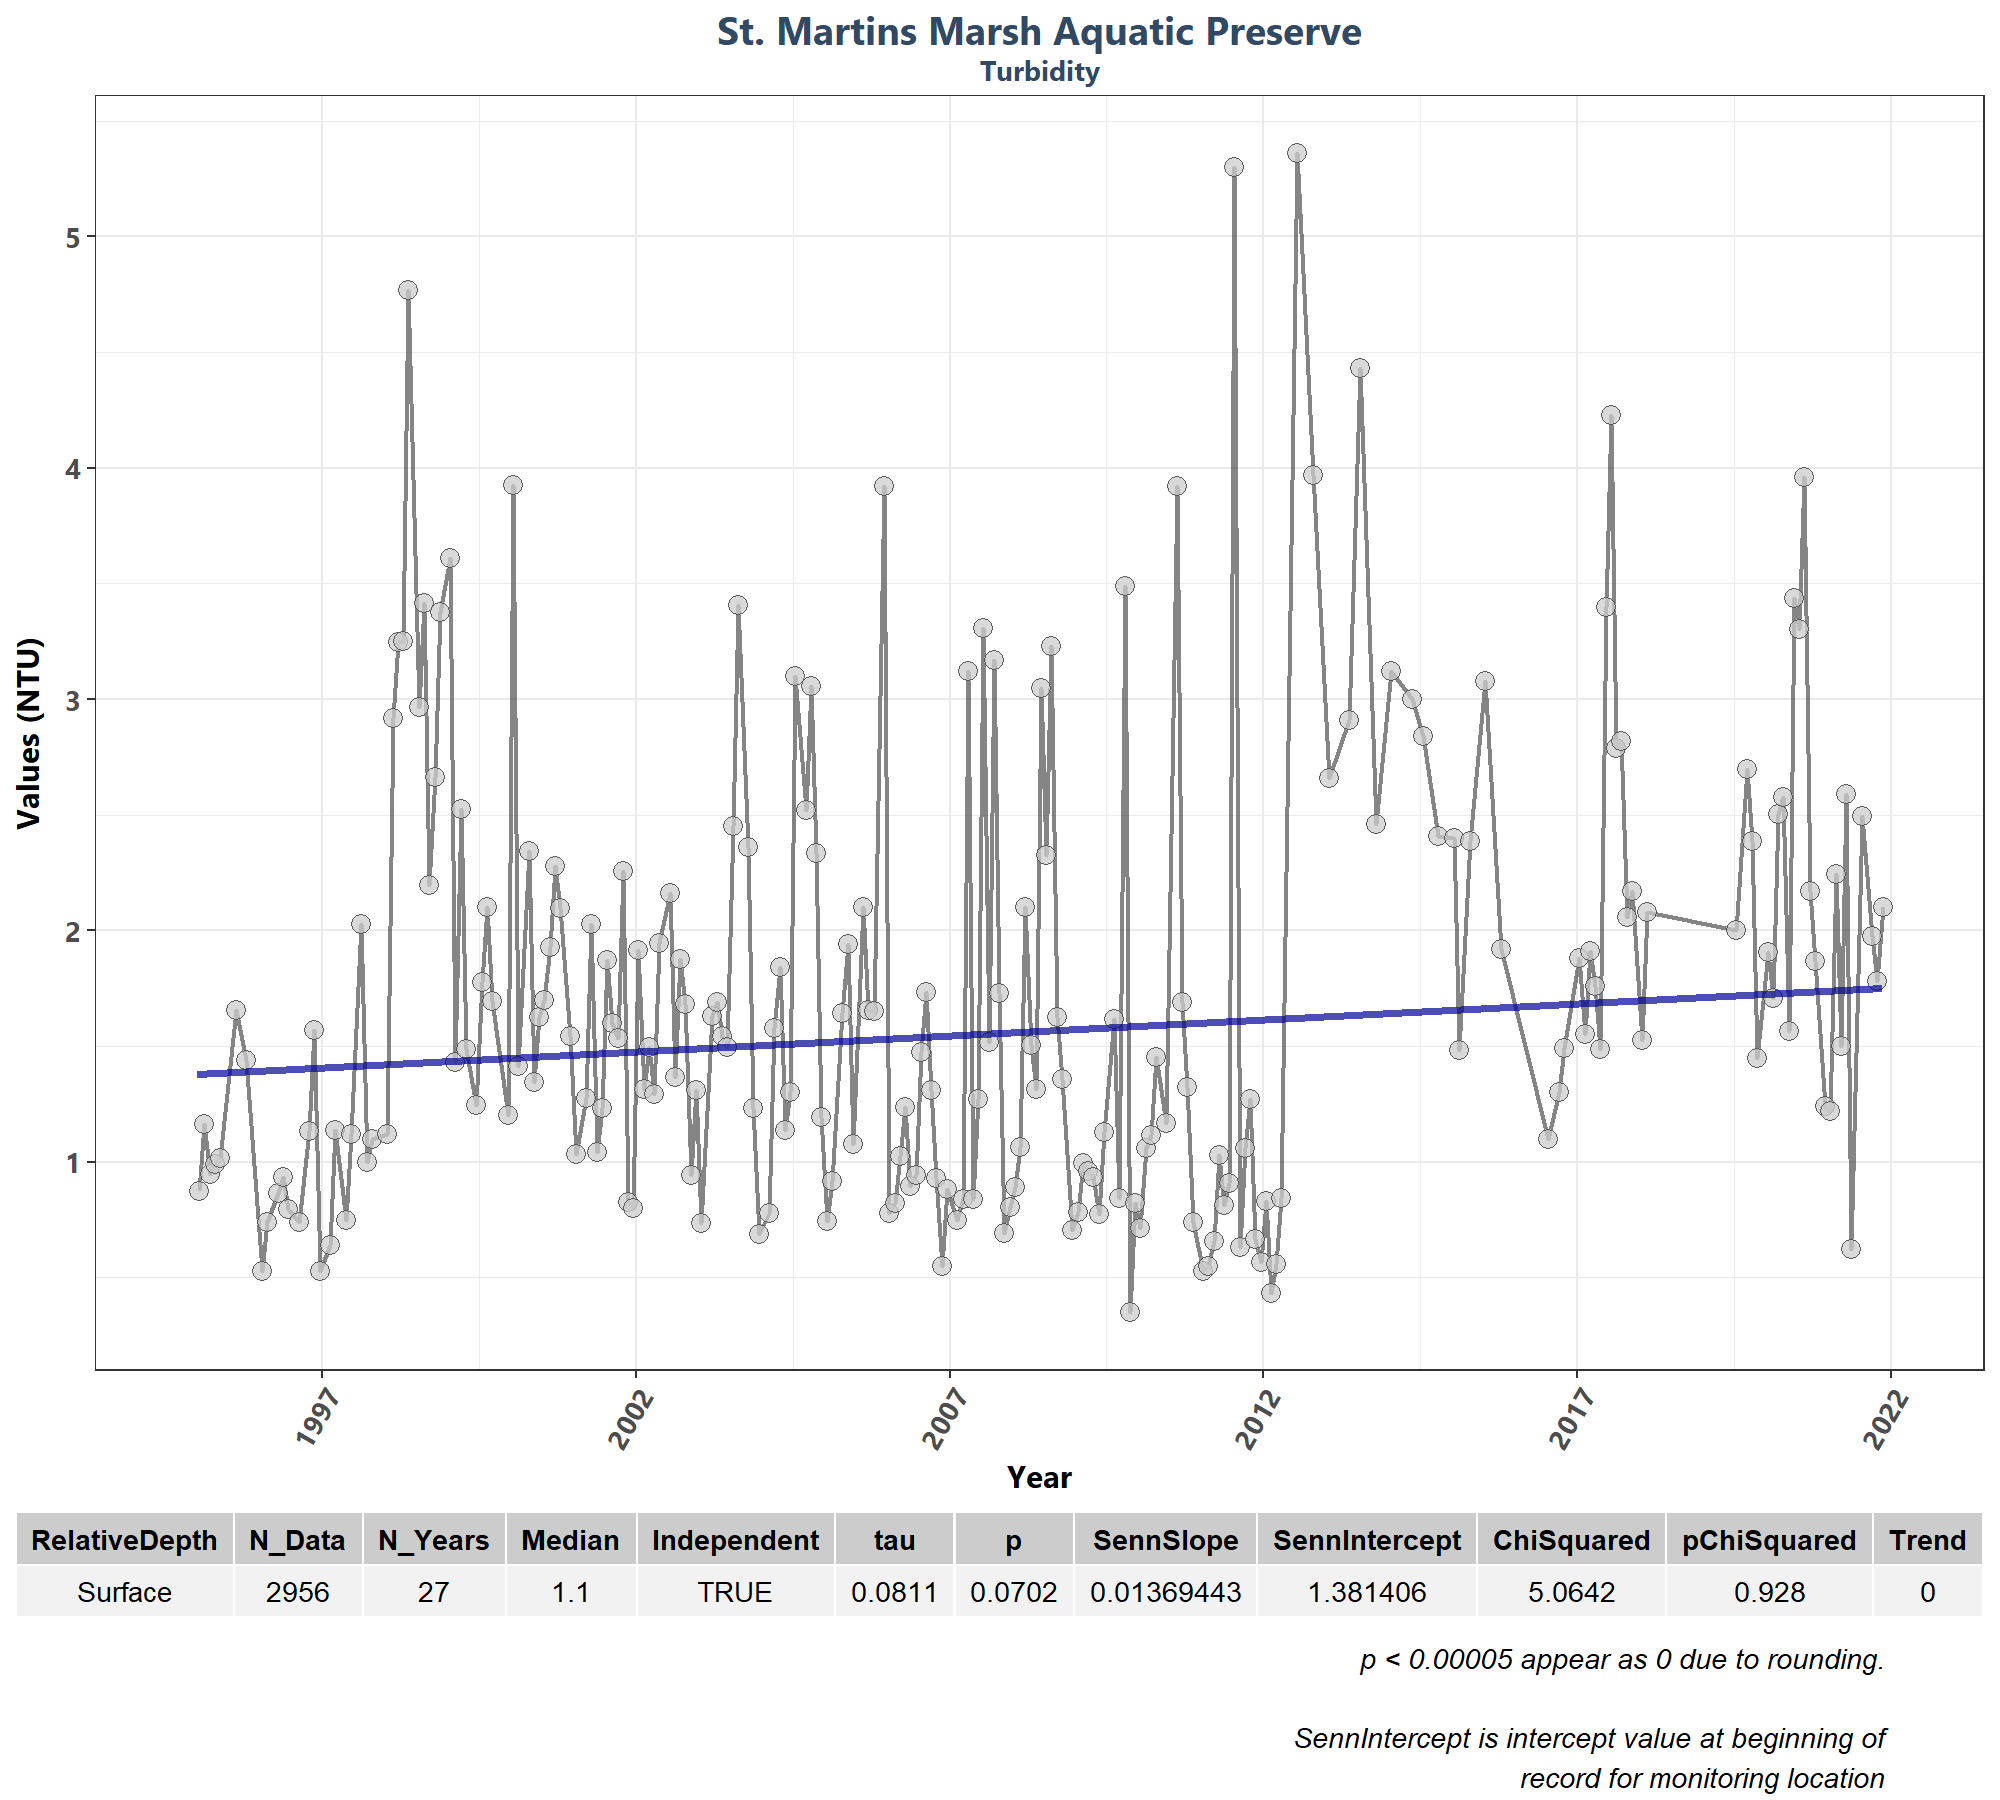 St. Martins Marsh Aquatic Preserve
Turbidity
Values (NTU)
5
4
3
2
1
1997 2002 2007 2012 2017 2022
Year
RelativeDepth N_Data N_Years Median Independent tau p SennSlope SennIntercept ChiSquared pChiSquared Trend
Surface 2956 27 1.1 TRUE 0.0811 0.0702 0.01369443 1.381406 5.0642 0.928 0
p < 0.00005 appear as 0 due to rounding.
SennIntercept is intercept value at beginning of
record for monitoring location